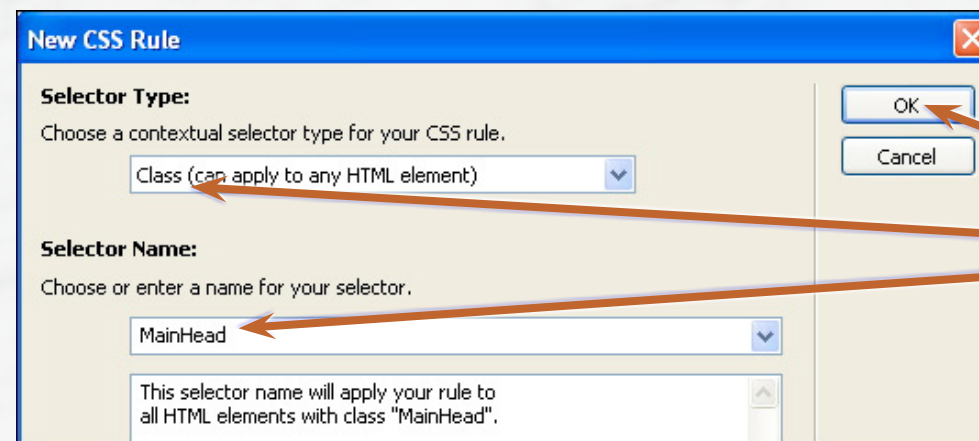 New CSS Rule
Selector Type:
Choose a contextual selector type for your CSS rule.
Class (can apply to any HTML element)
OK
Cancel
Selector Name:
Choose or enter a name for your selector.
MainHead
This selector name will apply your rule to
all HTML elements with class "MainHead".